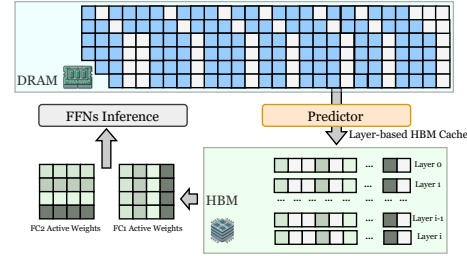 DRAM
FFNs Inference
Predictor
Layer-based HBM Cache
Layer 0
Layer 1
... ... ... ... ... ... ... ...
Layer i-1
Layer i
...
...
...
...
HBM
FC2 Active Weights
FC1 Active Weights